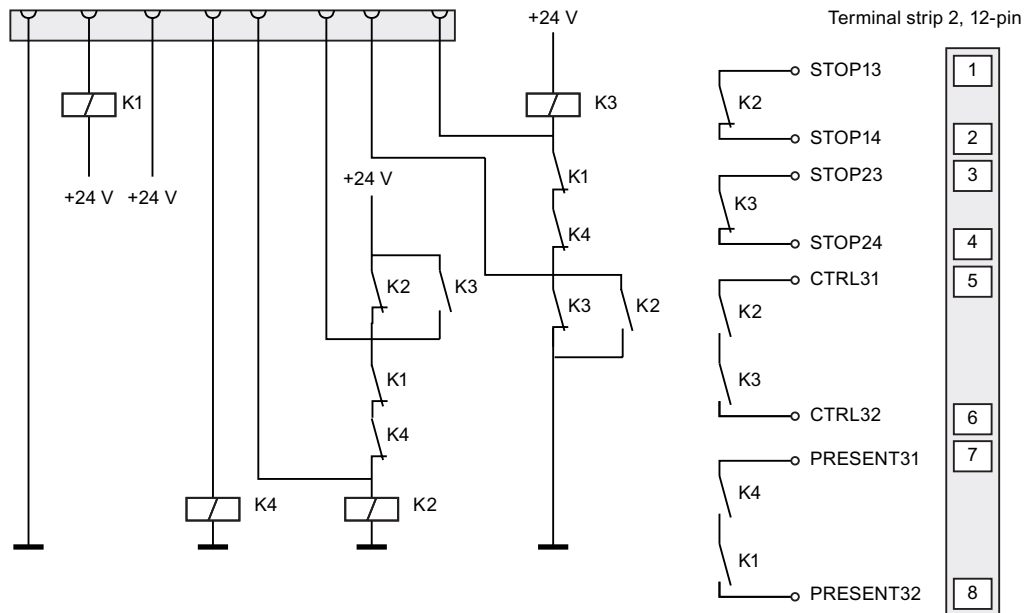 +24 V
Terminal strip 2, 12-pin
K1
K3
STOP13
1
K2
STOP14
2
+24 V +24 V
+24 V
K1
STOP23
3
K4
K3
STOP24
4
K2
K3
K3
K2
CTRL31
5
K2
K1
K3
K4
CTRL32
6
PRESENT31
7
K4
K4
K2
K1
PRESENT32
8